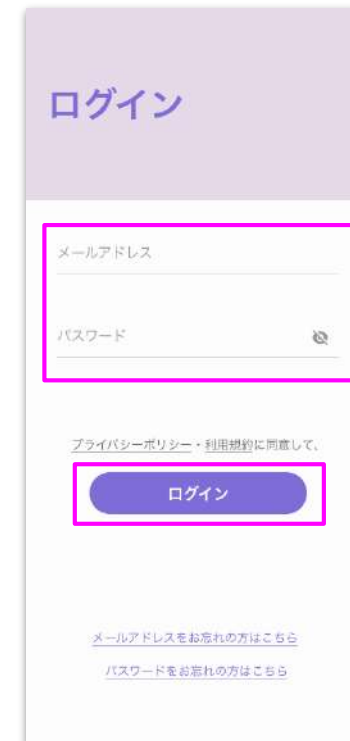 ログイン
メールアドレス
パスワード
プライバシーポリシー・利用規約に同意して、
ログイン
メールアドレスをお忘れの方はこちら
パスワードをお忘れの方はこちら